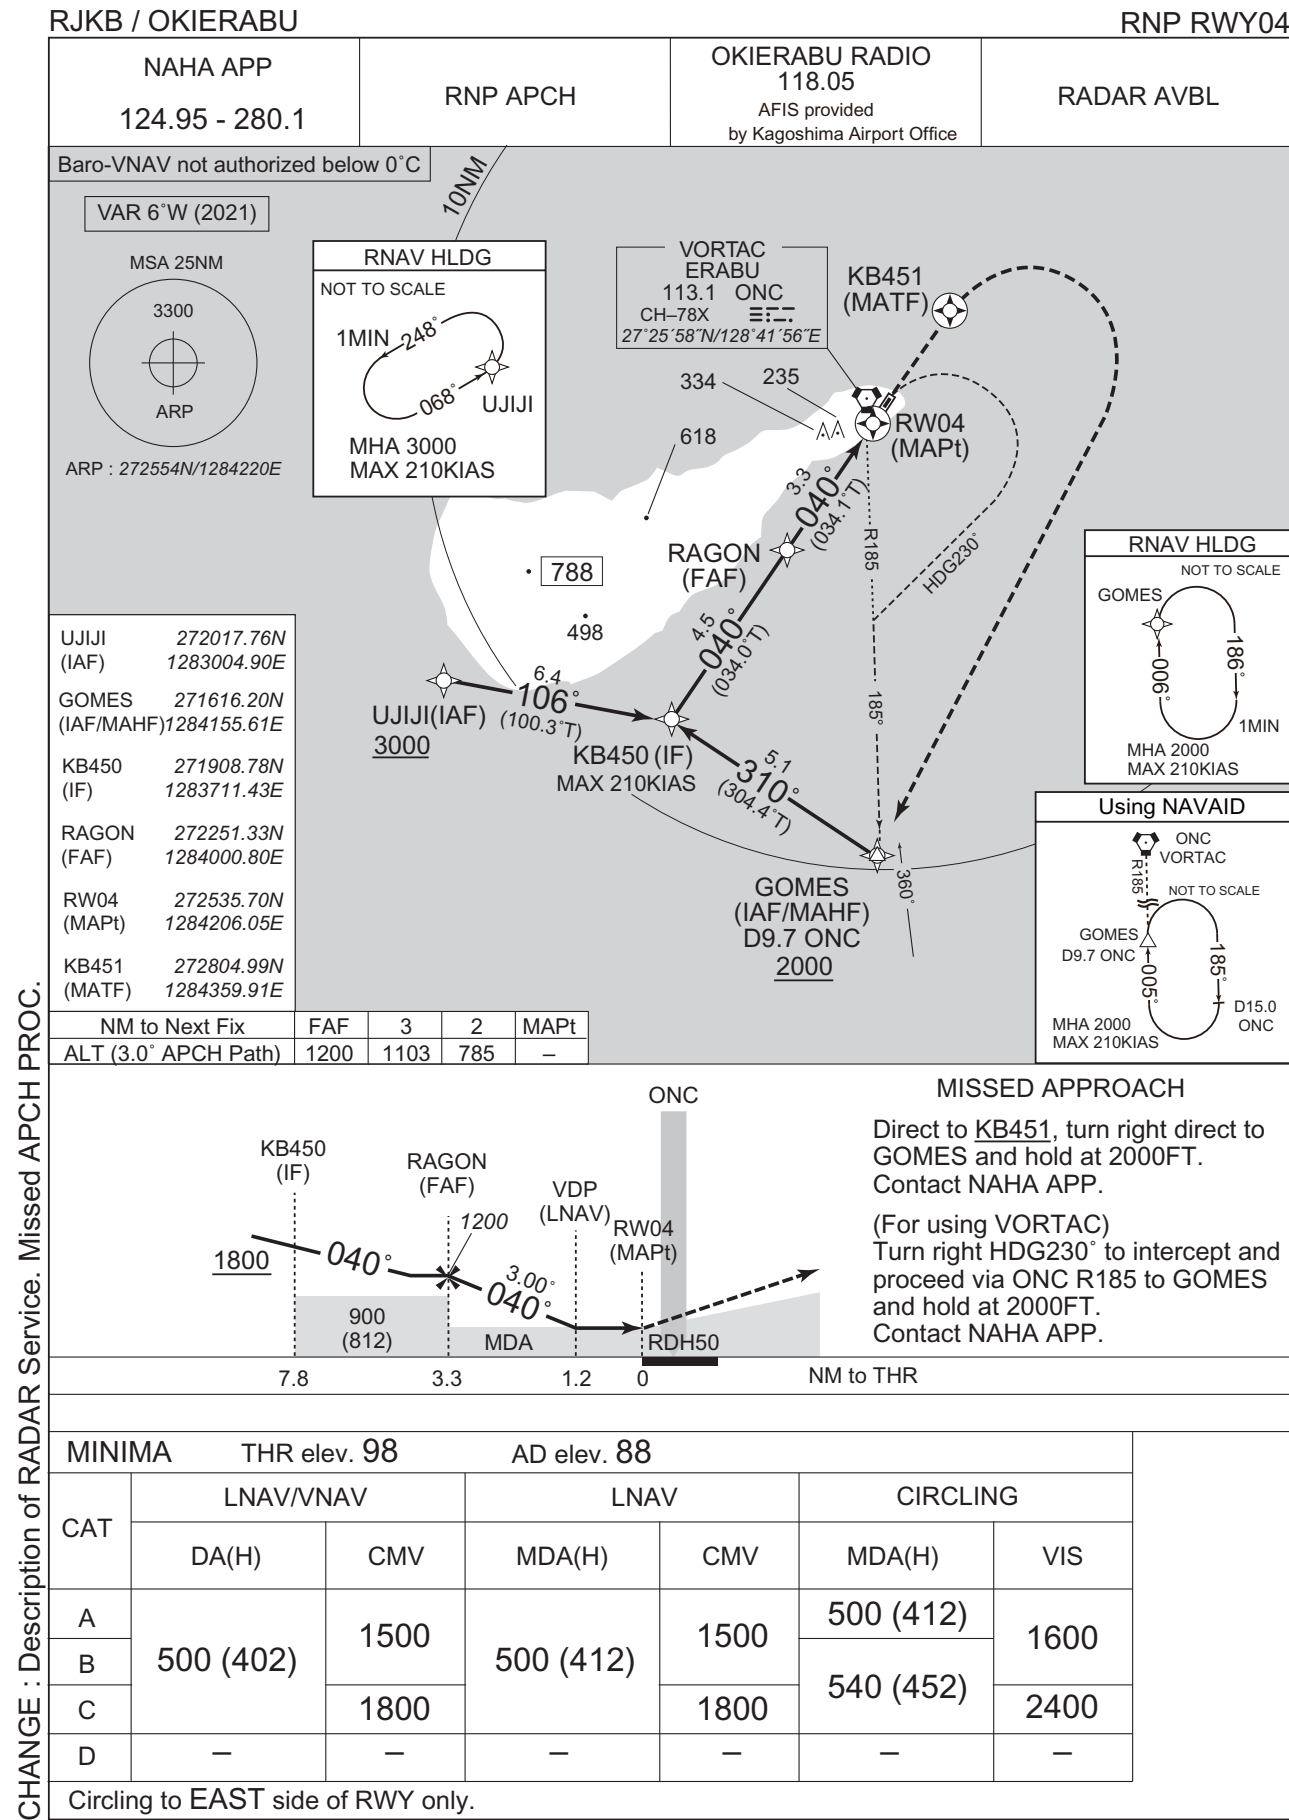 RJKB / OKIERABU
RNP RWY04
NAHA APP
124.95 - 280.1
RNP APCH
OKIERABU RADIO
118.05
AFIS provided
by Kagoshima Airport Office
RADAR AVBL
Baro-VNAV not authorized below 0˚C
VAR 6˚W (2021)
MSA 25NM
3300
ARP
ARP : 272554N/1284220E
10NM
RNAV HLDG
NOT TO SCALE
1MIN
248˚
068˚
UJIJI
MHA 3000
MAX 210KIAS
VORTAC
ERABU
113.1 ONC
CH–78X
27˚25´58˝N/128˚41´56˝E
KB451
(MATF)
334
235
618
RW04
(MAPt)
3.3
040˚
(034.1˚T)
R185
HDG230˚
RAGON
(FAF)
788
498
4.5
040˚
(034.0˚T)
185°
6.4
106˚
(100.3˚T)
UJIJI(IAF)
3000
KB450 (IF)
MAX 210KIAS
5.1
310˚
(304.4˚T)
GOMES
(IAF/MAHF)
D9.7 ONC
2000
360˚
RNAV HLDG
NOT TO SCALE
GOMES
186˚
006˚
1MIN
MHA 2000
MAX 210KIAS
Using NAVAID
ONC
VORTAC
R185
NOT TO SCALE
GOMES
D9.7 ONC
185˚
005˚
D15.0
ONC
MHA 2000
MAX 210KIAS
UJIJI 272017.76N
(IAF) 1283004.90E
GOMES 271616.20N
(IAF/MAHF)1284155.61E
KB450 271908.78N
(IF) 1283711.43E
RAGON 272251.33N
(FAF) 1284000.80E
RW04 272535.70N
(MAPt) 1284206.05E
KB451 272804.99N
(MATF) 1284359.91E
NM to Next Fix FAF 3 2 MAPt
ALT (3.0˚ APCH Path) 1200 1103 785 –
KB450
(IF)
RAGON
(FAF)
VDP
(LNAV)
RW04
(MAPt)
ONC
1800
040˚
1200
3.00˚
040˚
900
(812)
MDA
RDH50
7.8 3.3 1.2 0 NM to THR
MISSED APPROACH
Direct to KB451, turn right direct to
GOMES and hold at 2000FT.
Contact NAHA APP.
(For using VORTAC)
Turn right HDG230˚ to intercept and
proceed via ONC R185 to GOMES
and hold at 2000FT.
Contact NAHA APP.
MINIMA THR elev. 98 AD elev. 88
CAT LNAV/VNAV LNAV CIRCLING
DA(H) CMV MDA(H) CMV MDA(H) VIS
A 500 (402) 1500 500 (412) 1500 500 (412) 1600
B 540 (452)
C 1800 1800 2400
D – – – – – –
Circling to EAST side of RWY only.
CHANGE : Description of RADAR Service. Missed APCH PROC.